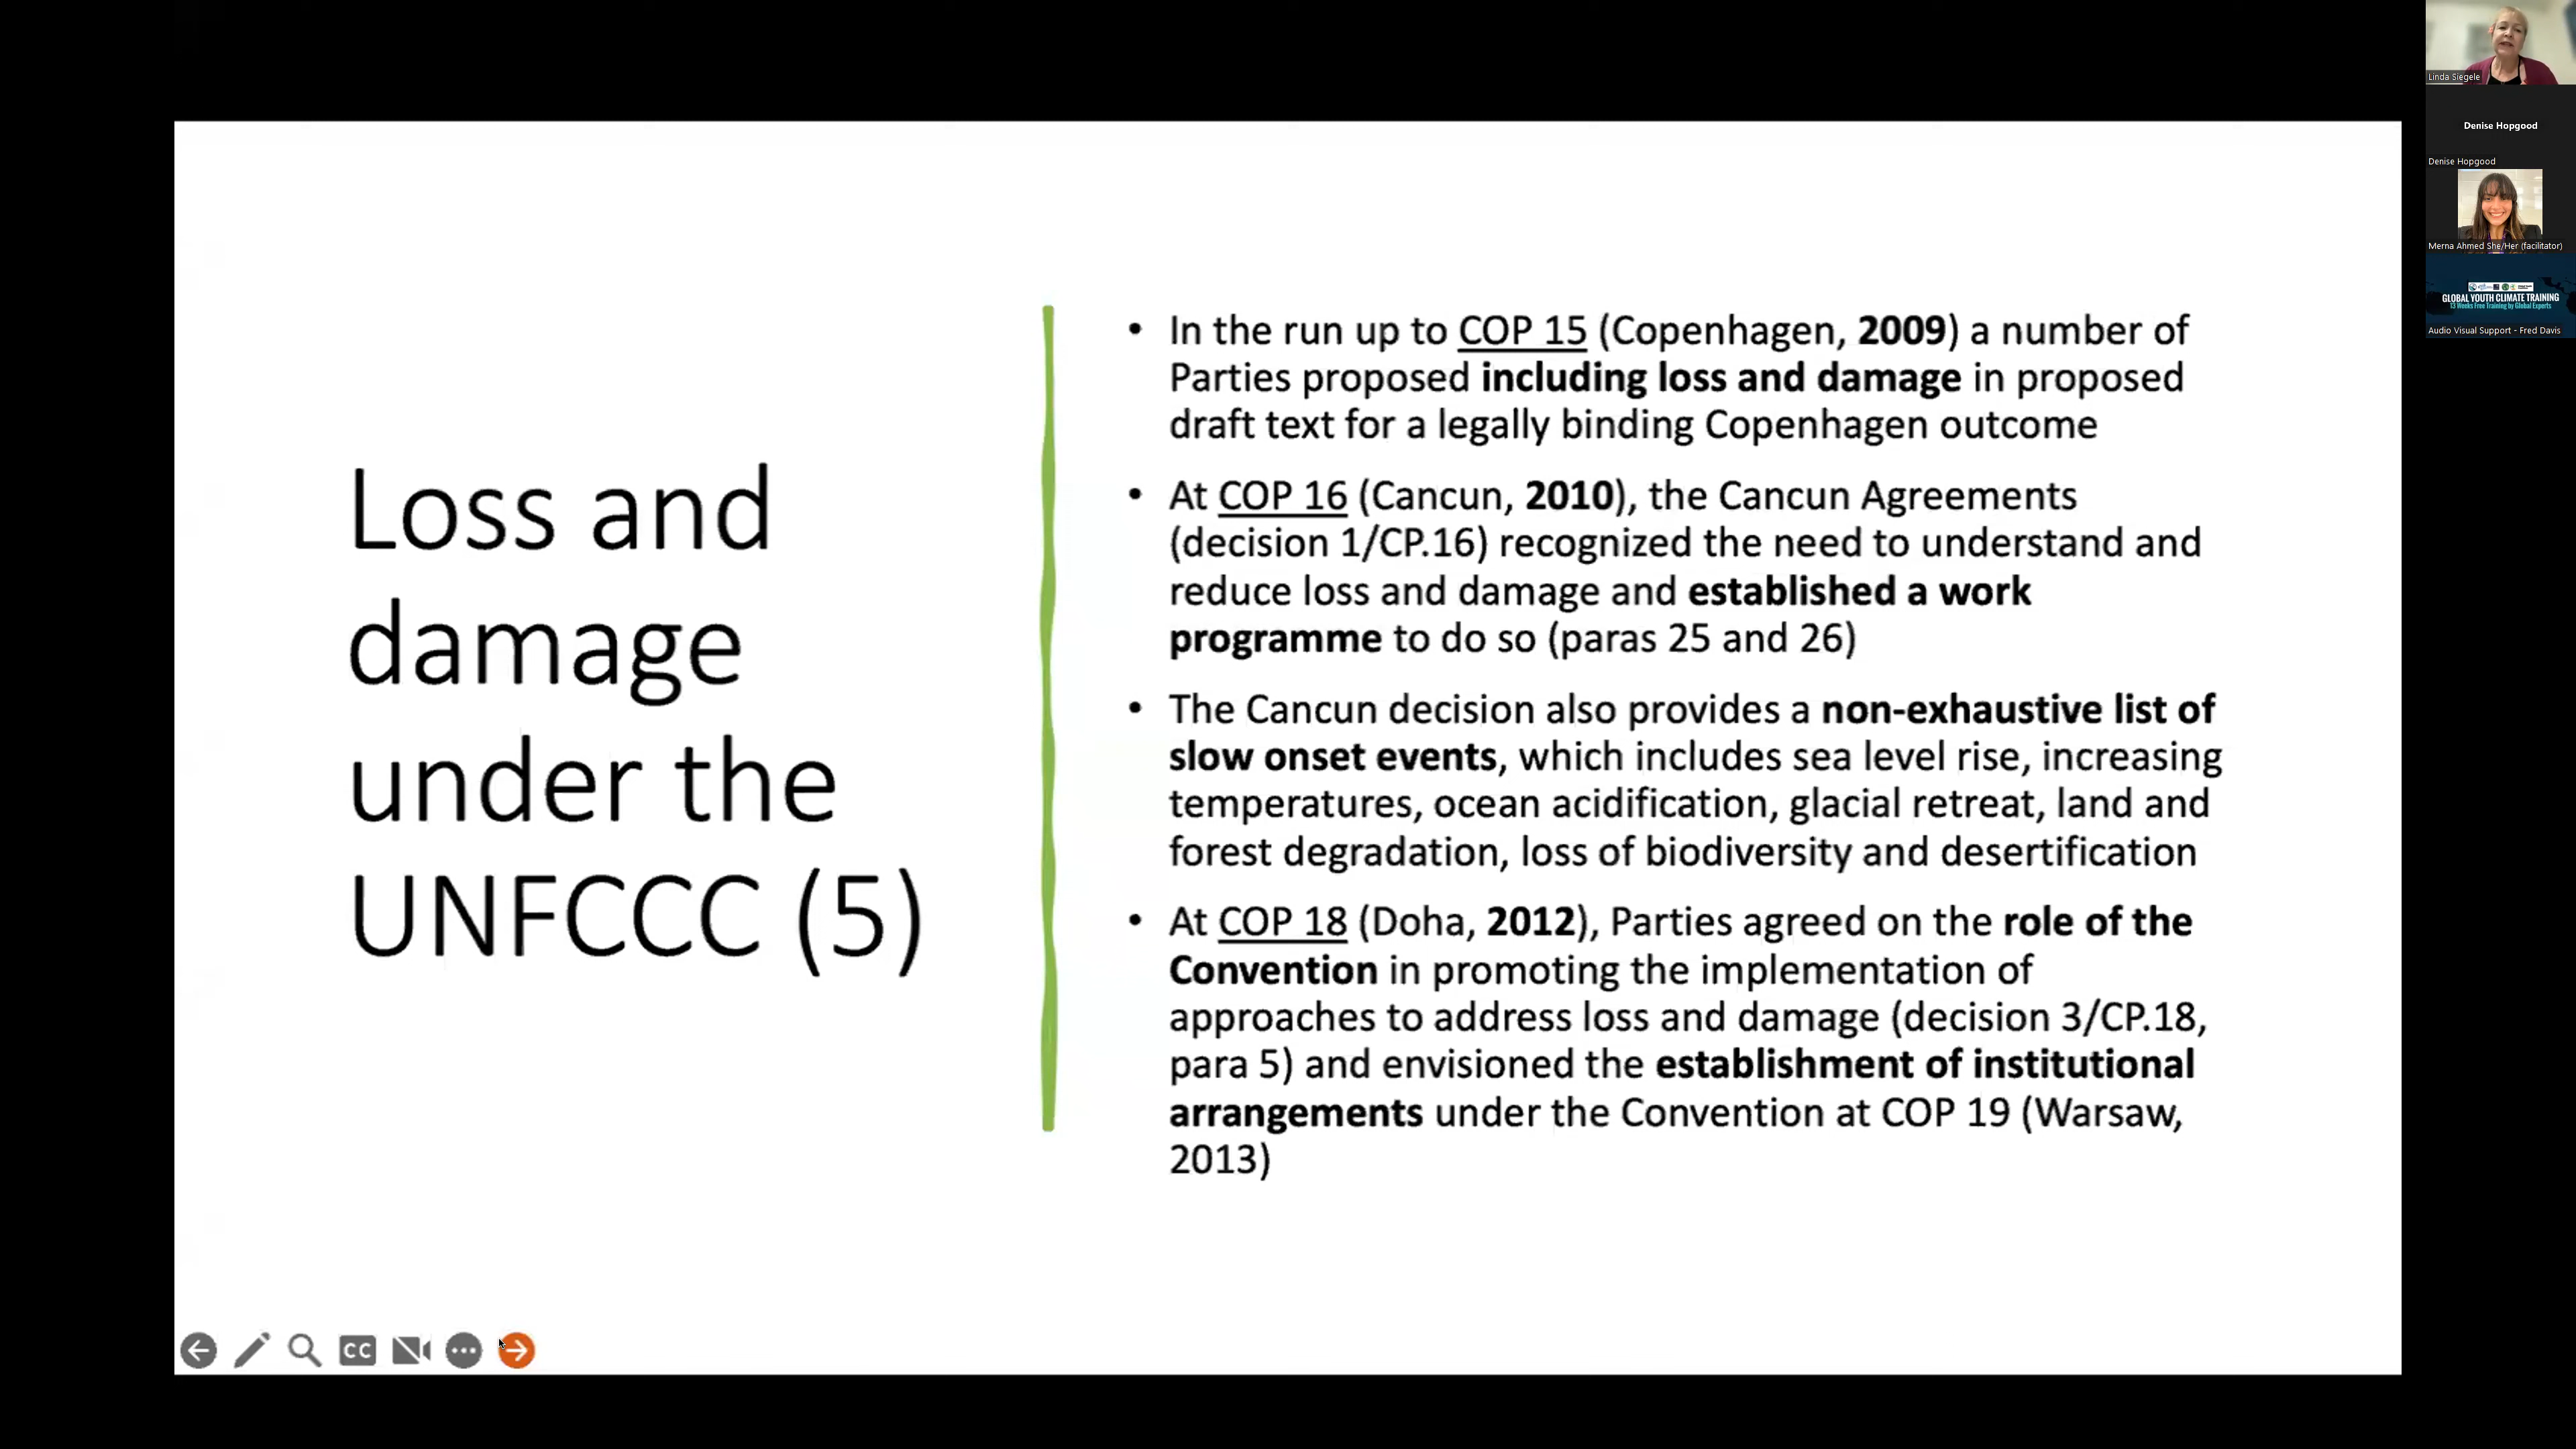 Loss and
damage
under the
UNFCCC (5)
• In the run up to COP 15 (Copenhagen, 2009) a number of
Parties proposed including loss and damage in proposed
draft text for a legally binding Copenhagen outcome
• At COP 16 (Cancun, 2010), the Cancun Agreements
(decision 1/CP.16) recognized the need to understand and
reduce loss and damage and established a work
programme to do so (paras 25 and 26)
• The Cancun decision also provides a non-exhaustive list of
slow onset events, which includes sea level rise, increasing
temperatures, ocean acidification, glacial retreat, land and
forest degradation, loss of biodiversity and desertification
• At COP 18 (Doha, 2012), Parties agreed on the role of the
Convention in promoting the implementation of
approaches to address loss and damage (decision 3/CP.18,
para 5) and envisioned the establishment of institutional
arrangements under the Convention at COP 19 (Warsaw,
2013)
CC
Linda Siegele
Denise Hopgood
Denise Hopgood
Merna Ahmed She/Her (facilitator)
GLOBAL YOUTH CLIMATE TRAINING
13 Weeks Free Training by Global Experts
Audio Visual Support - Fred Davis